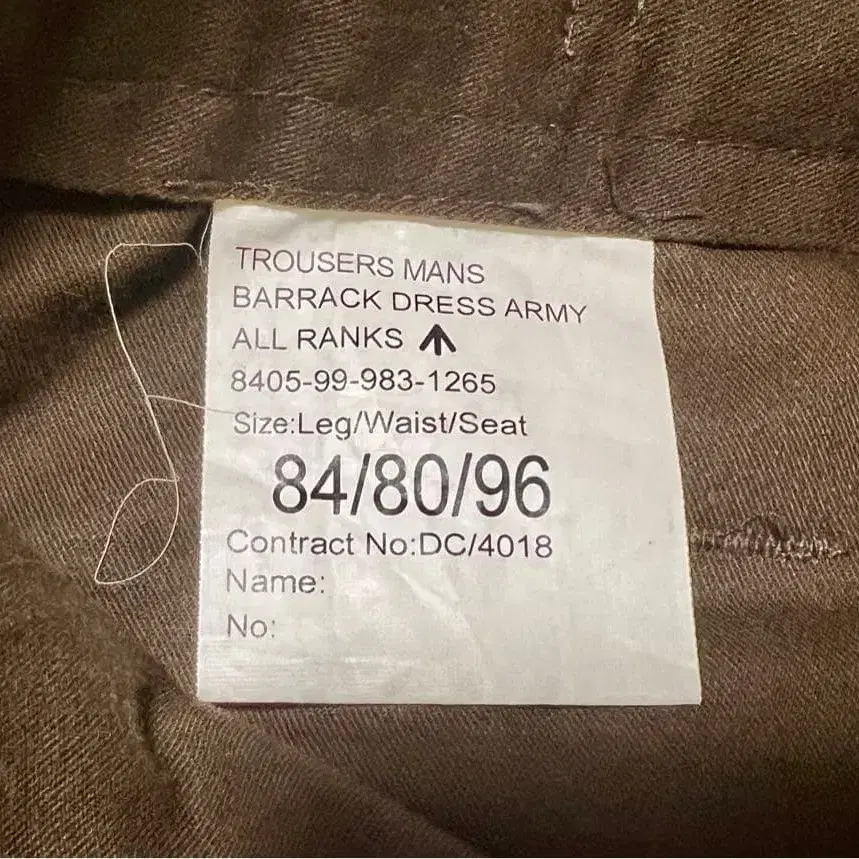 TROUSERS MANS
BARRACK DRESS ARMY
ALL RANKS
8405-99-983-1265
Size:Leg/Waist/Seat
84/80/96
Contract No:DC/4018
Name:
No: